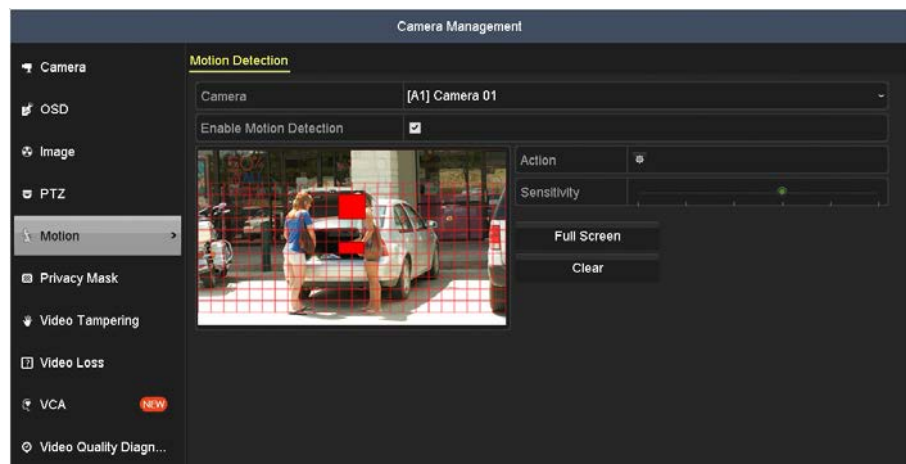 Camera Management
Camera
OSD
Image
PTZ
Motion
Privacy Mask
Video Tampering
Video Loss
VCA NEW
Video Quality Diagn...
Motion Detection
Camera [A1] Camera 01
Enable Motion Detection
50%
Action
Sensitivity
Full Screen
Clear